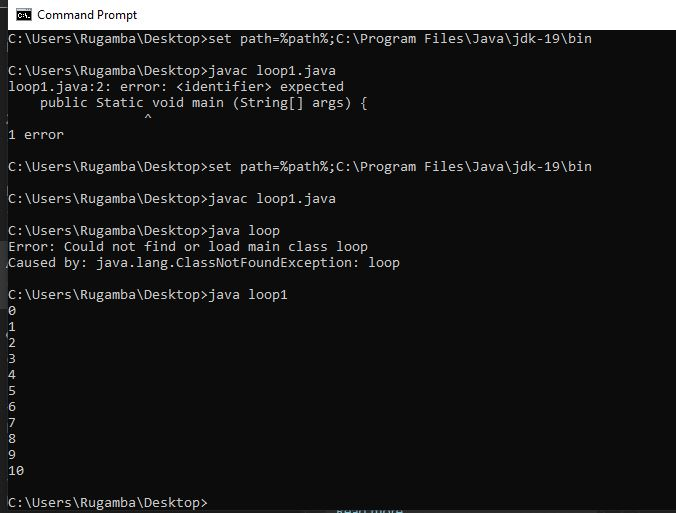 Command Prompt
C:\Users\Rugamba\Desktop>set path=%path%;C:\Program Files\Java\jdk-19\bin
C:\Users\Rugamba\Desktop>javac loop1.java
loop1.java:2: error: <identifier> expected
    public Static void main (String[] args) {
                 ^
1 error
C:\Users\Rugamba\Desktop>set path=%path%;C:\Program Files\Java\jdk-19\bin
C:\Users\Rugamba\Desktop>javac loop1.java
C:\Users\Rugamba\Desktop>java loop
Error: Could not find or load main class loop
Caused by: java.lang.ClassNotFoundException: loop
C:\Users\Rugamba\Desktop>java loop1
0
1
2
3
4
5
6
7
8
9
10
C:\Users\Rugamba\Desktop>
Read more